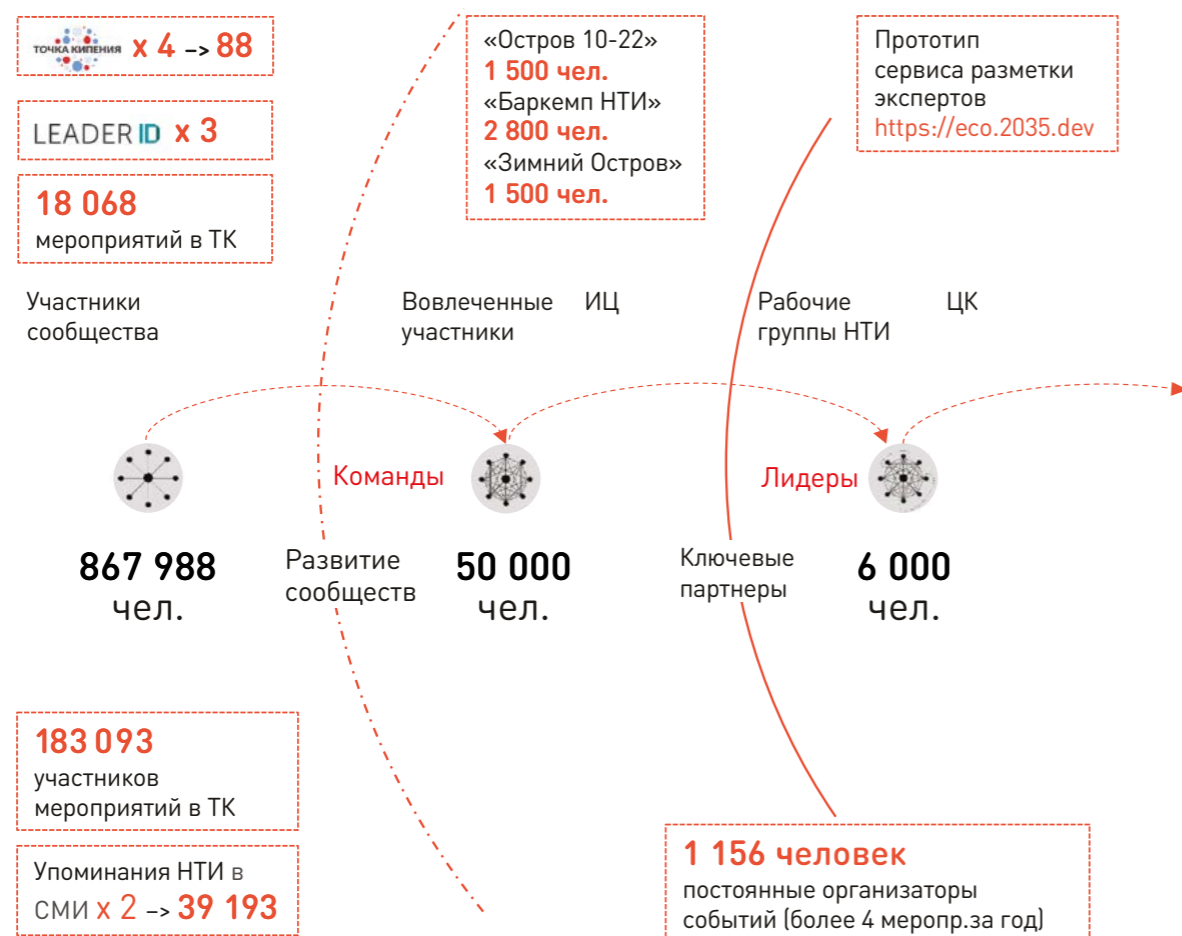 ТОЧКА КИПЕНИЯ x 4 –> 88
LEADER ID x 3
18 068
мероприятий в ТК
«Остров 10-22»
1 500 чел.
«Баркемп НТИ»
2 800 чел.
«Зимний Остров»
1 500 чел.
Прототип
сервиса разметки
экспертов
https://eco.2035.dev
Участники
сообщества
Вовлеченные
участники
ИЦ
Рабочие
группы НТИ
ЦК
Команды
Лидеры
867 988
чел.
Развитие
сообществ
50 000
чел.
Ключевые
партнеры
6 000
чел.
183 093
участников
мероприятий в ТК
Упоминания НТИ в
СМИ x 2 –> 39 193
1 156 человек
постоянные организаторы
событий (более 4 меропр.за год)